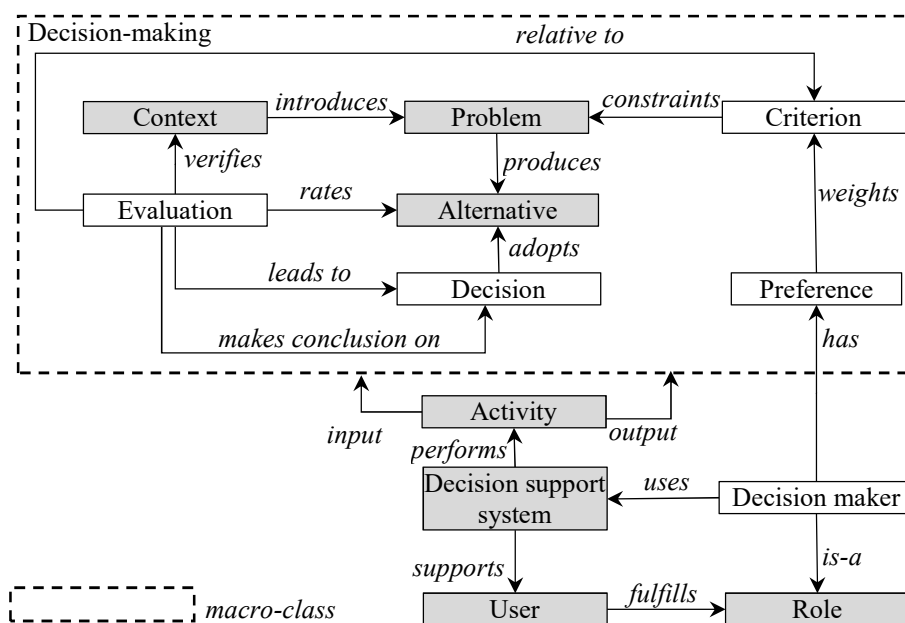 Decision-making
relative to
introduces
constraints
Context
Problem
Criterion
verifies
produces
rates
weights
Evaluation
Alternative
adopts
leads to
Decision
Preference
makes conclusion on
has
Activity
input
output
performs
Decision support
system
uses
Decision maker
supports
is-a
fulfills
User
Role
macro-class